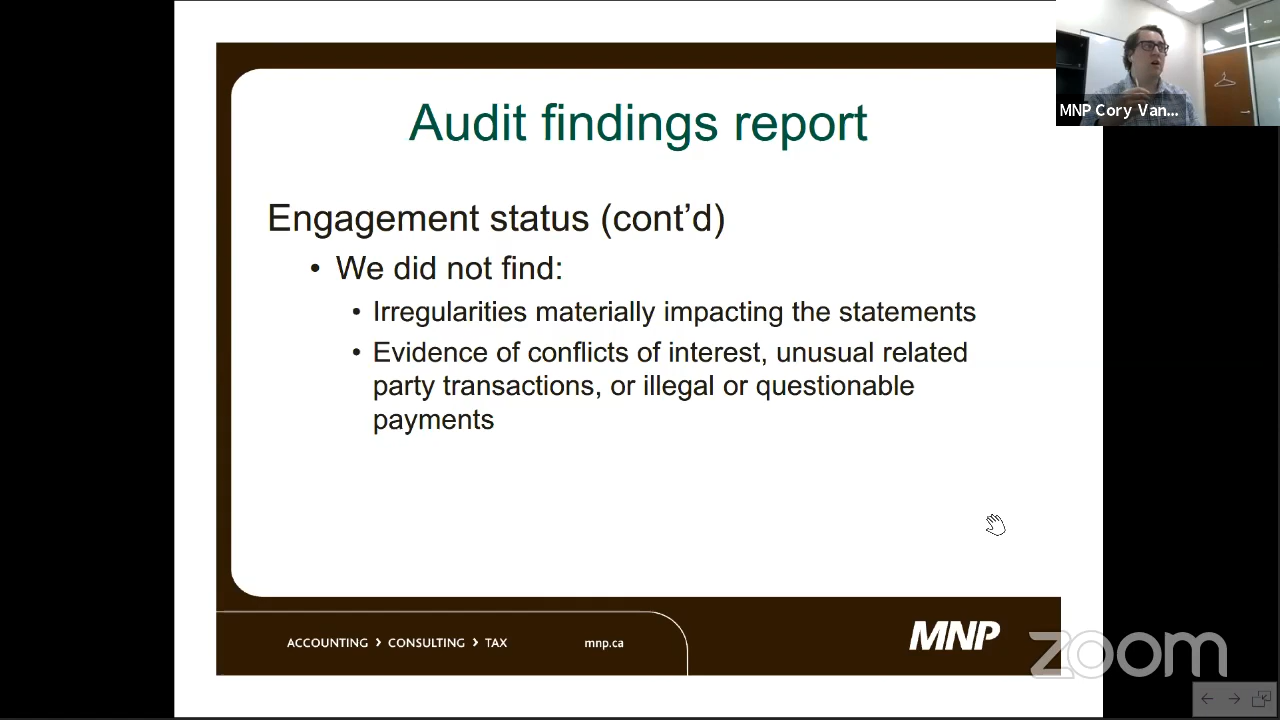 MNP Cory Van...
Audit findings report
Engagement status (cont’d)
• We did not find:
• Irregularities materially impacting the statements
• Evidence of conflicts of interest, unusual related
party transactions, or illegal or questionable
payments
ACCOUNTING › CONSULTING › TAX
mnp.ca
MNP
zoom